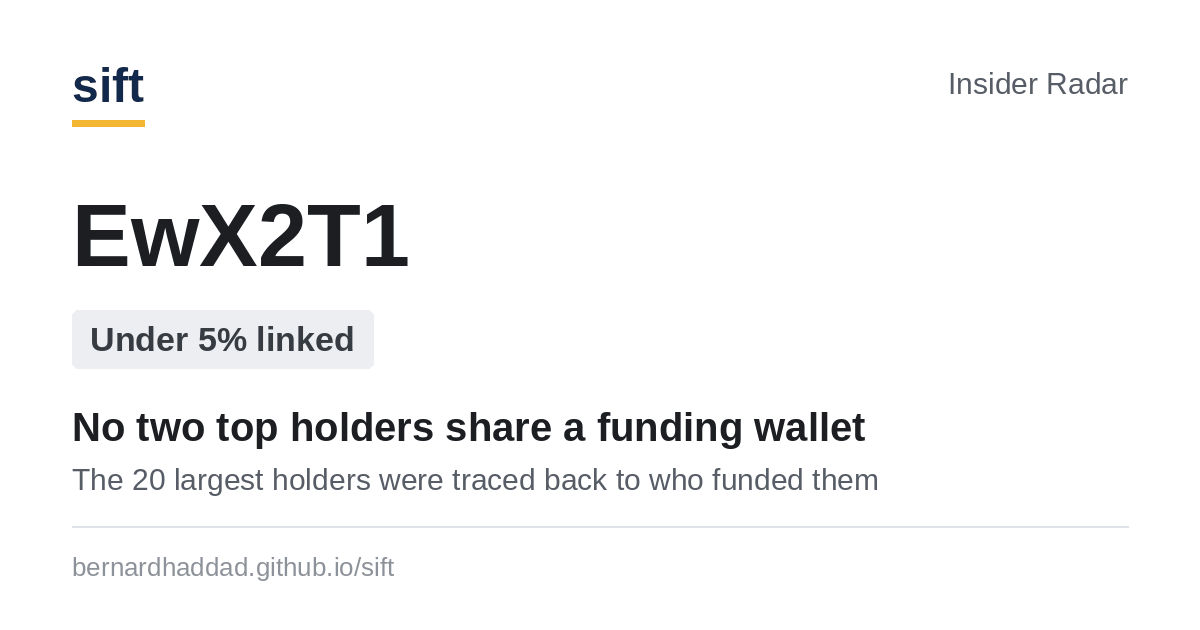 sift
Insider Radar
EwX2T1
Under 5% linked
No two top holders share a funding wallet
The 20 largest holders were traced back to who funded them
bernardhaddad.github.io/sift